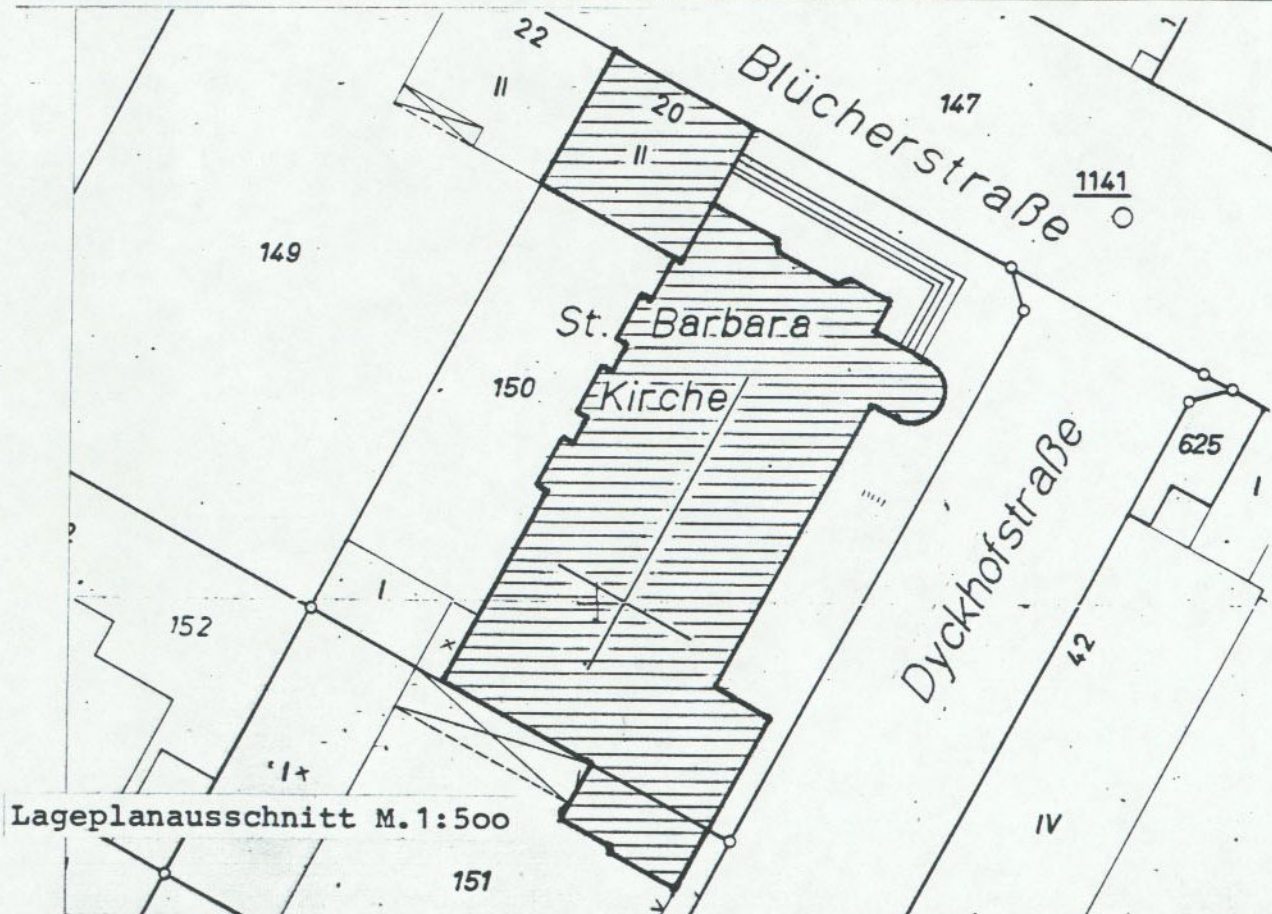 22
II
20
II
Blücherstraße
147
1141
149
St. Barbara
Kirche
150
625
I
Dyckhofstraße
I
I
152
42
I
IV
151
Lageplanausschnitt M.1:5oo